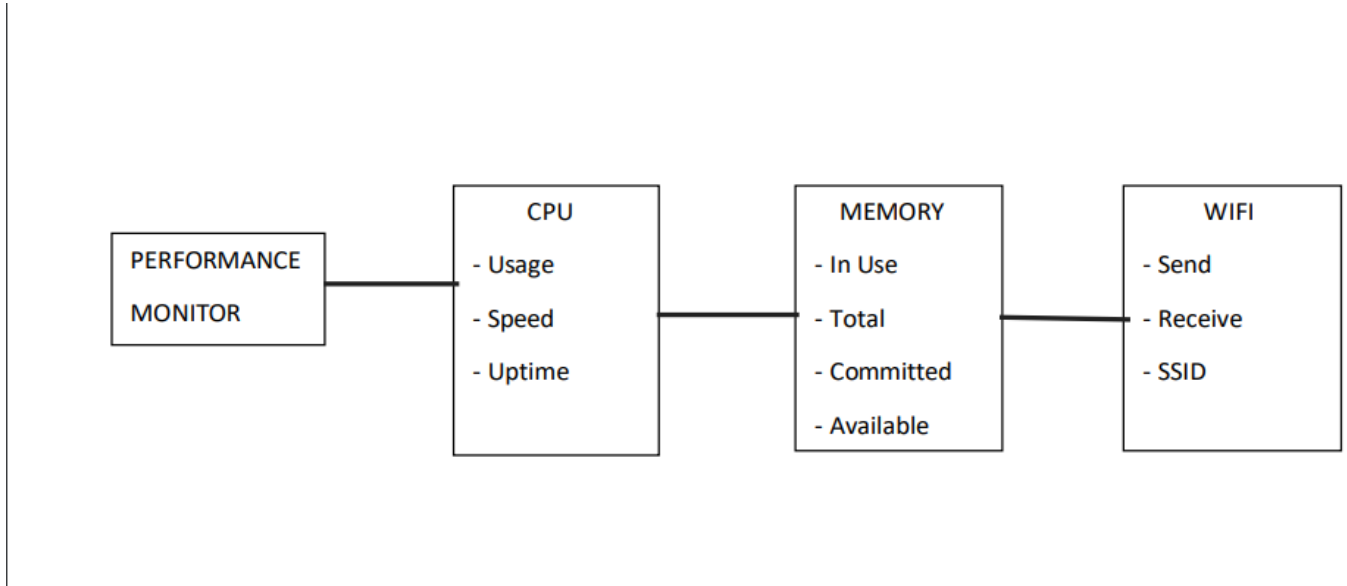 PERFORMANCE
MONITOR
CPU
- Usage
- Speed
- Uptime
MEMORY
- In Use
- Total
- Committed
- Available
WIFI
- Send
- Receive
- SSID